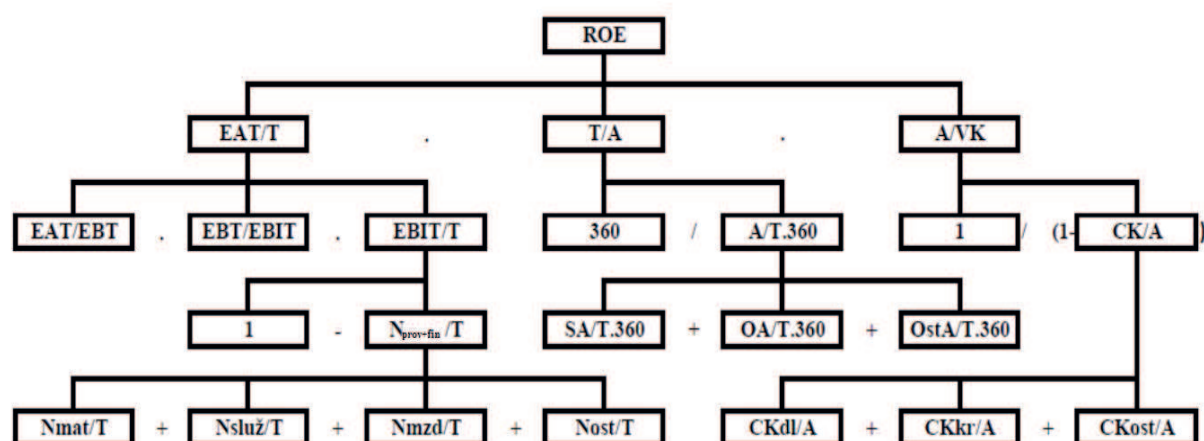 ROE
EAT/T . T/A . A/VK
EAT/EBT . EBT/EBIT . EBIT/T 360 / A/T.360 1 / (1- CK/A )
1 - Nprov+fin /T SA/T.360 + OA/T.360 + OstA/T.360
Nmat/T + Nsluž/T + Nmzd/T + Nost/T CKdl/A + CKkr/A + CKost/A